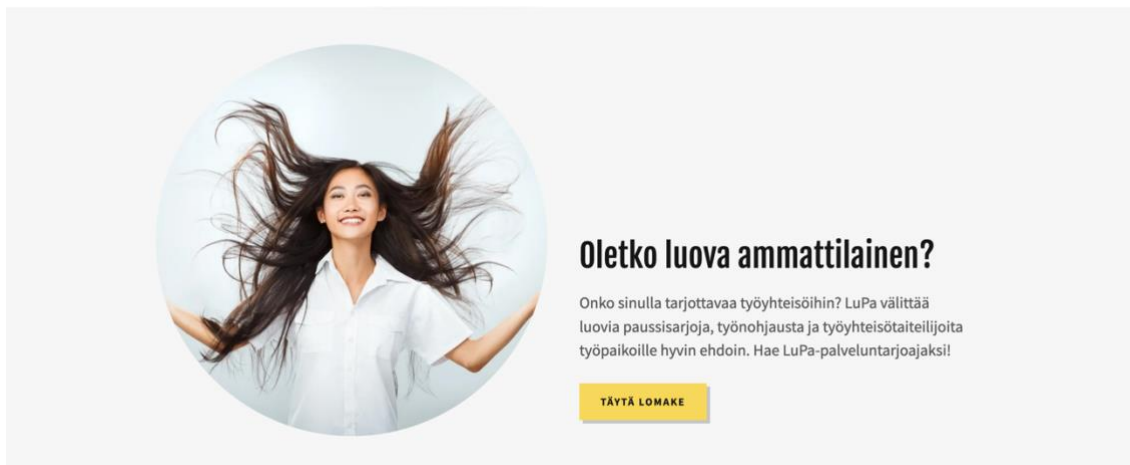 Oletko luova ammattilainen?
Onko sinulla tarjottavaa työyhteisöihin? LuPa välittää
luovia paussisarjoja, työnohjausta ja työyhteisötaiteilijoita
työpaikoille hyvin ehdoin. Hae LuPa-palveluntarjoajaksi!
TÄYTÄ LOMAKE